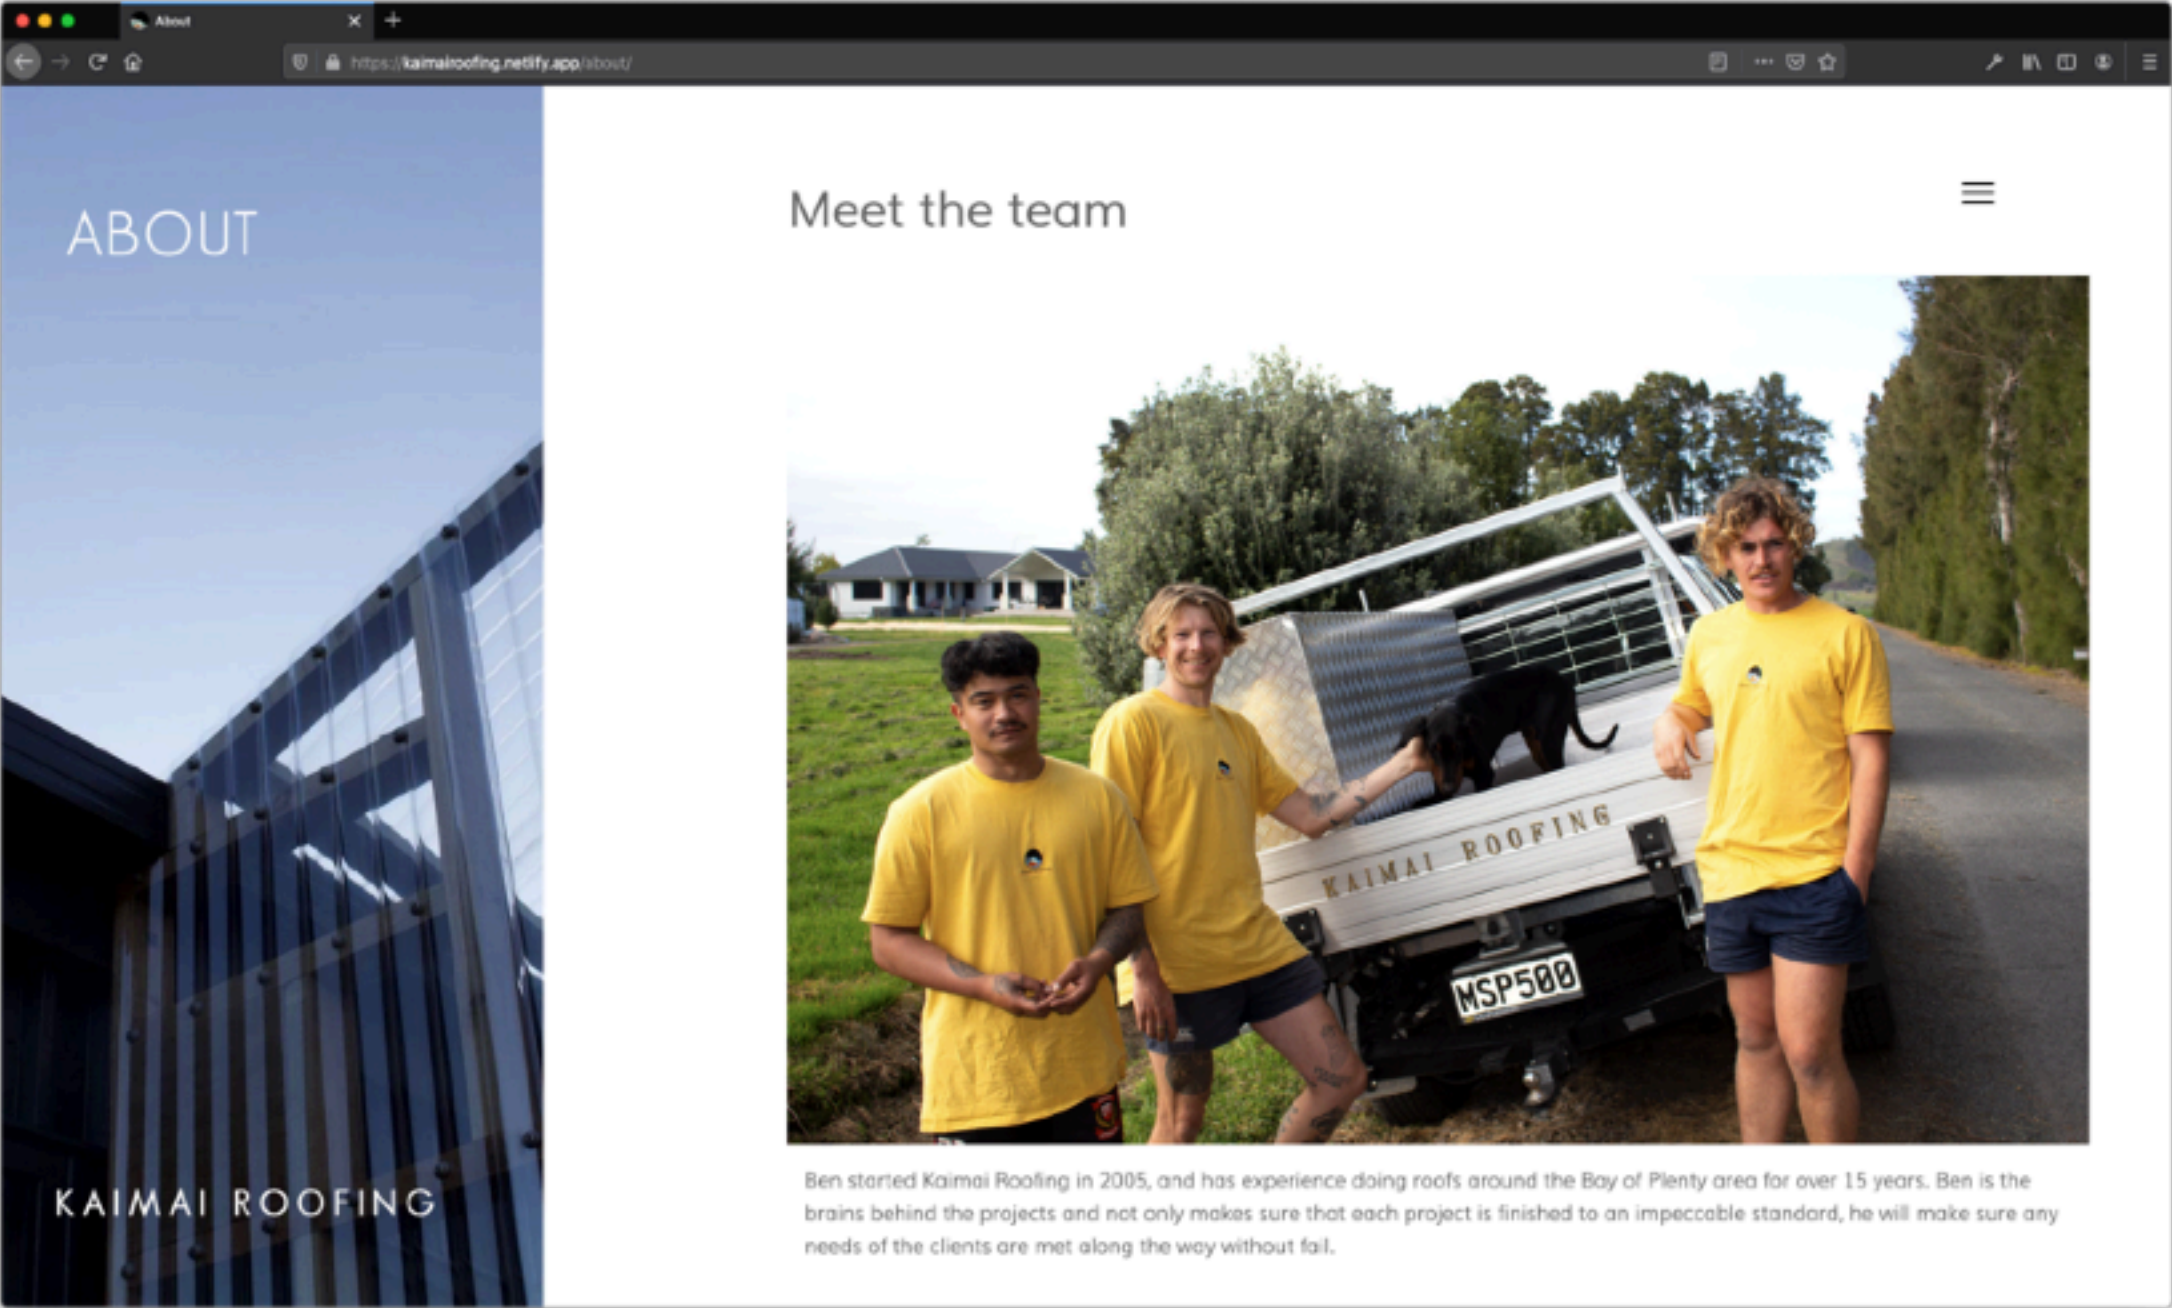 About
https://kaimairoofing.netlify.app/about/
ABOUT
Meet the team
KAIMAI ROOFING
MSP500
Ben started Kaimai Roofing in 2005, and has experience doing roofs around the Bay of Plenty area for over 15 years. Ben is the
brains behind the projects and not only makes sure that each project is finished to an impeccable standard, he will make sure any
needs of the clients are met along the way without fail.
KAIMAI ROOFING